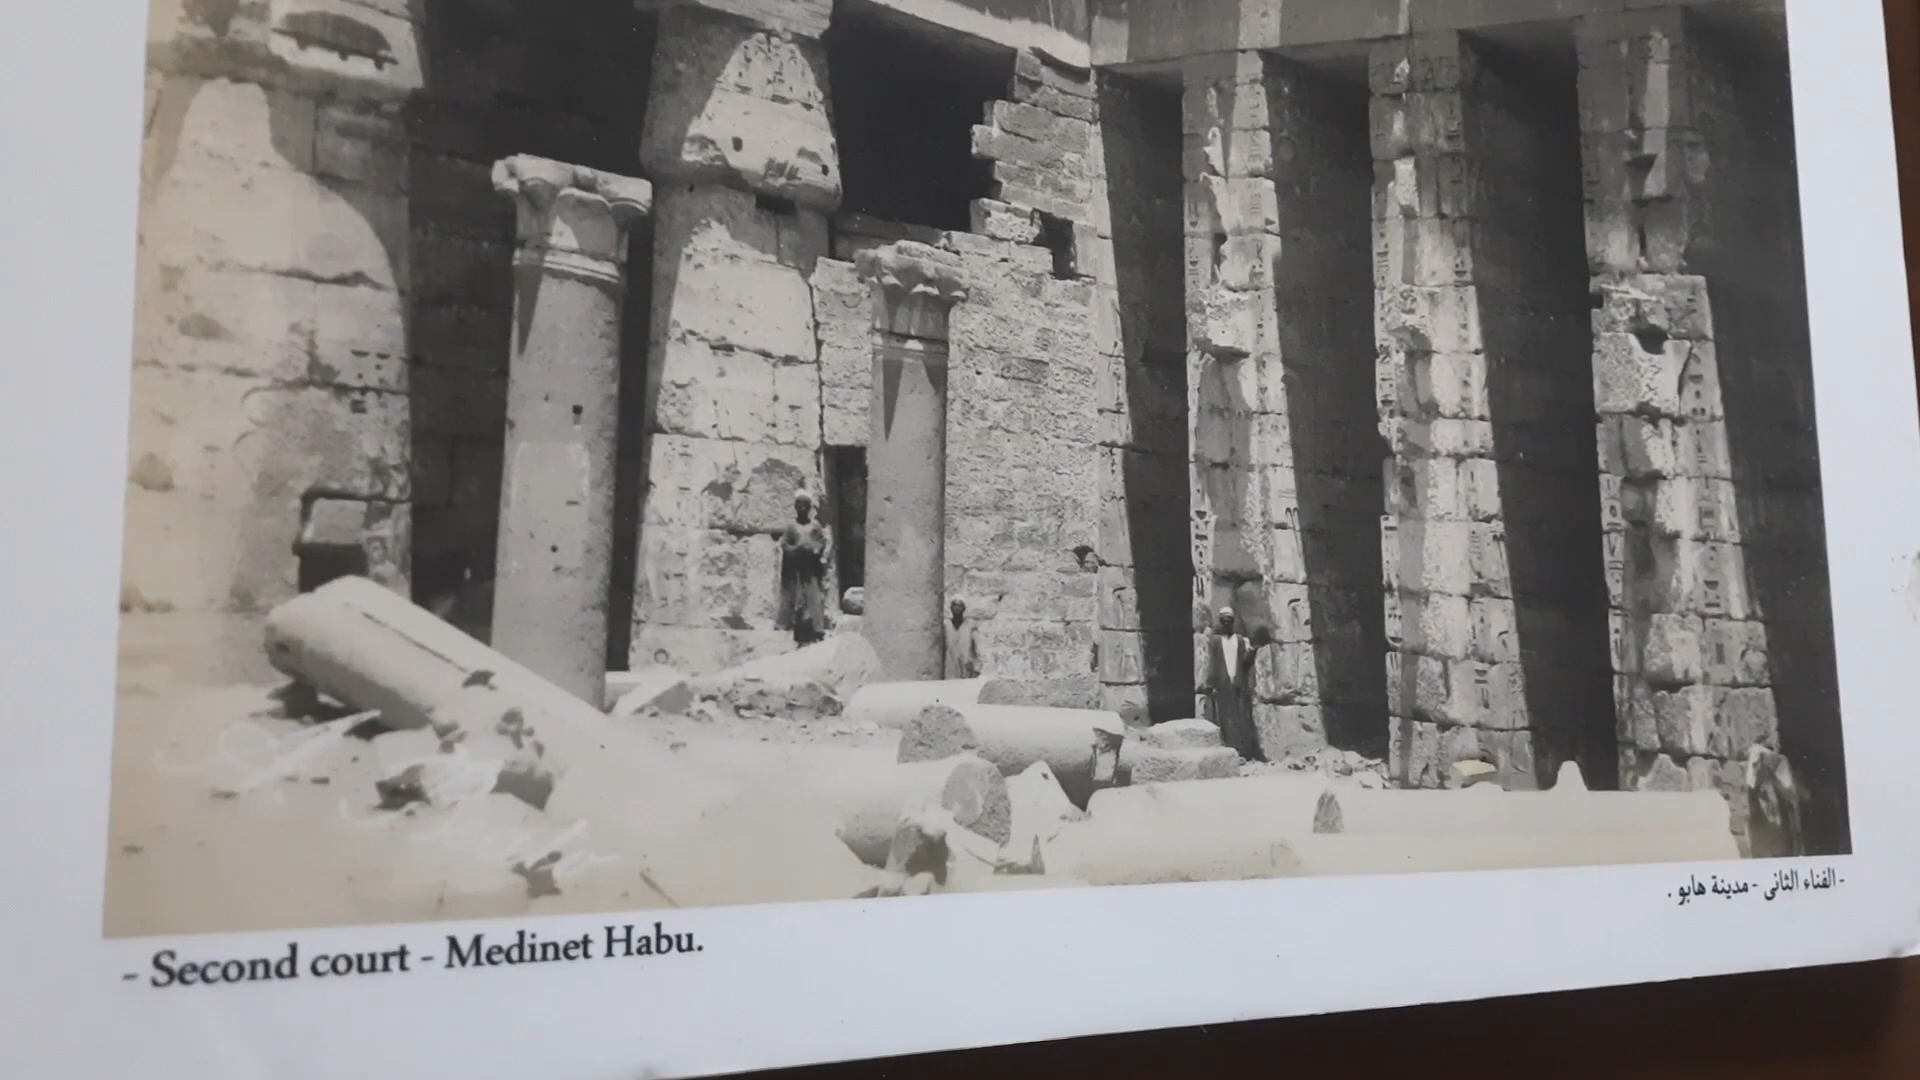 - Second court - Medinet Habu.
- الفناء الثانى - مدينة هابو .